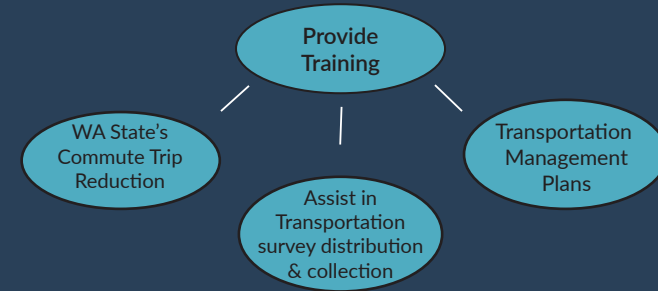 Provide
Training
WA State's
Commute Trip
Reduction
Assist in
Transportation
survey distribution
& collection
Transportation
Management
Plans